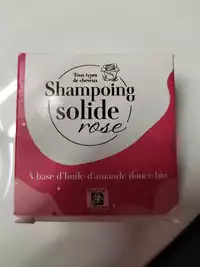 Tous types
de cheveux
Shampoing
solide
rose
A base d'huile d'amande douce bio